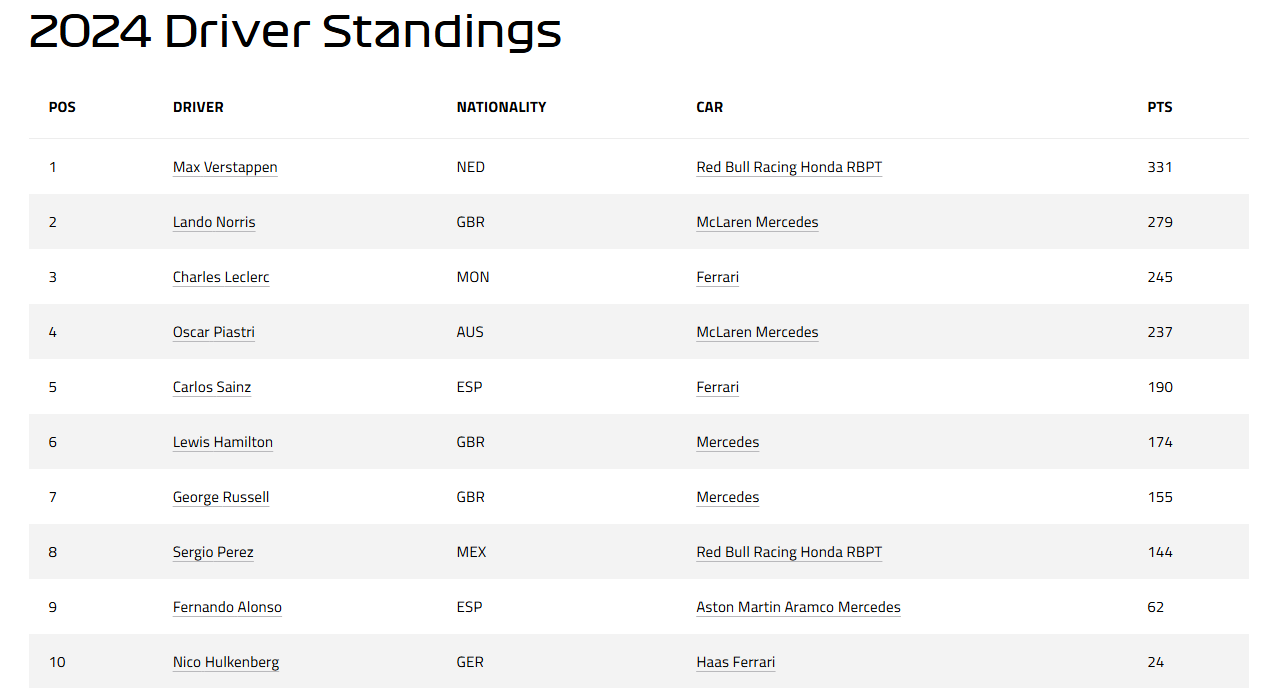 2024 Driver Standings
POS DRIVER NATIONALITY CAR PTS
1 Max Verstappen NED Red Bull Racing Honda RBPT 331
2 Lando Norris GBR McLaren Mercedes 279
3 Charles Leclerc MON Ferrari 245
4 Oscar Piastri AUS McLaren Mercedes 237
5 Carlos Sainz ESP Ferrari 190
6 Lewis Hamilton GBR Mercedes 174
7 George Russell GBR Mercedes 155
8 Sergio Perez MEX Red Bull Racing Honda RBPT 144
9 Fernando Alonso ESP Aston Martin Aramco Mercedes 62
10 Nico Hulkenberg GER Haas Ferrari 24